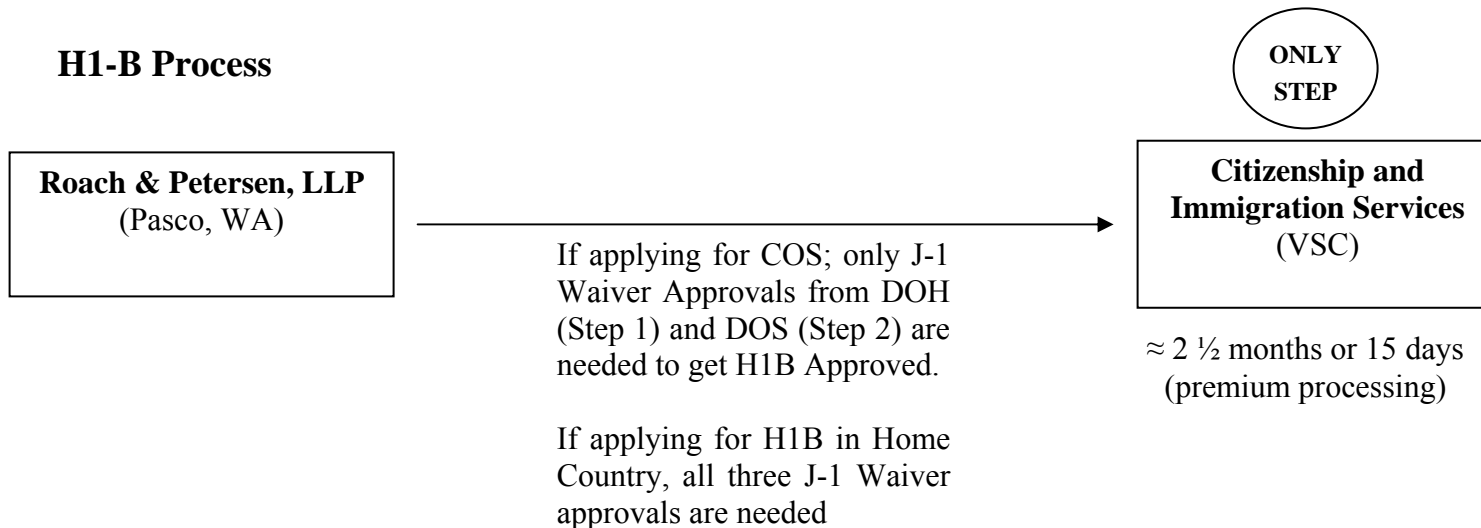 H1-B Process
ONLY
STEP
Roach & Petersen, LLP
(Pasco, WA)
Citizenship and
Immigration Services
(VSC)
If applying for COS; only J-1
Waiver Approvals from DOH
(Step 1) and DOS (Step 2) are
needed to get H1B Approved.
≈ 2 ½ months or 15 days
(premium processing)
If applying for H1B in Home
Country, all three J-1 Waiver
approvals are needed